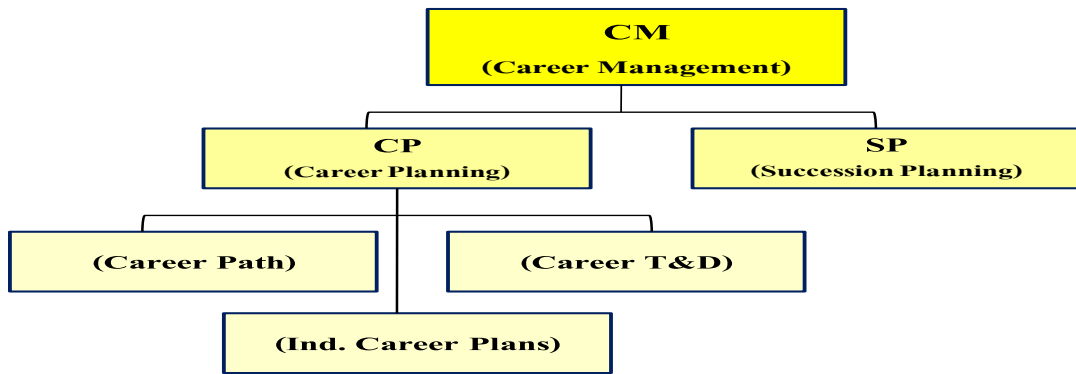 CM
(Career Management)
CP
(Career Planning)
SP
(Succession Planning)
(Career Path)
(Career T&D)
(Ind. Career Plans)